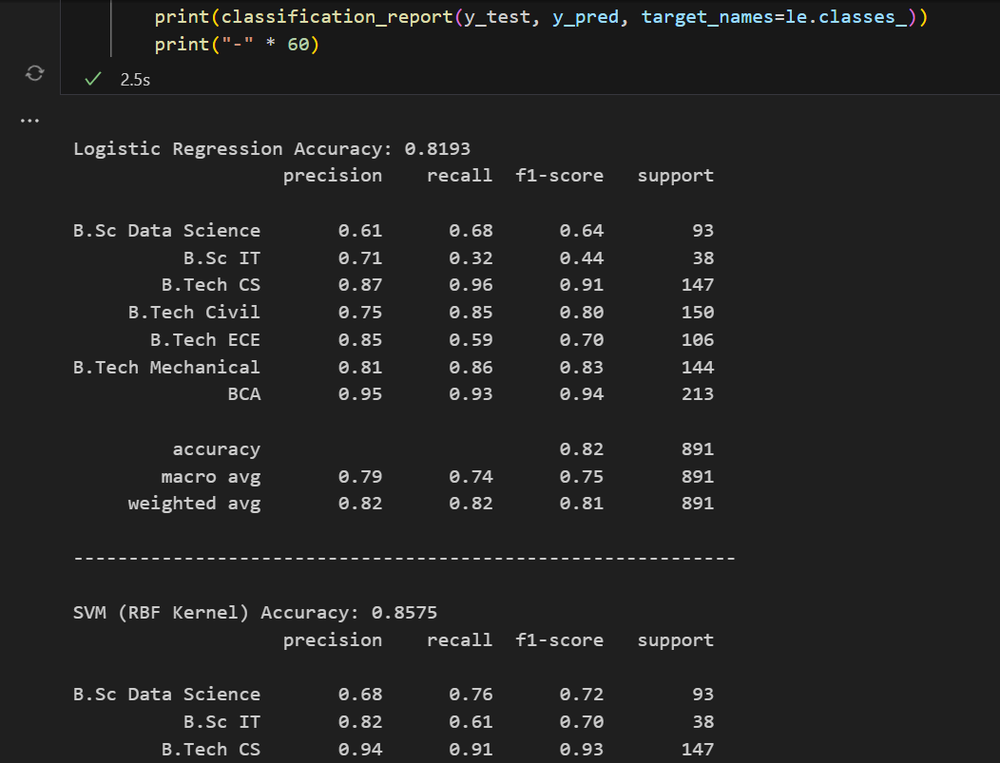 print(classification_report(y_test, y_pred, target_names=le.classes_))
print("-" * 60)
2.5s
...
Logistic Regression Accuracy: 0.8193
precision recall f1-score support
B.Sc Data Science 0.61 0.68 0.64 93
B.Sc IT 0.71 0.32 0.44 38
B.Tech CS 0.87 0.96 0.91 147
B.Tech Civil 0.75 0.85 0.80 150
B.Tech ECE 0.85 0.59 0.70 106
B.Tech Mechanical 0.81 0.86 0.83 144
BCA 0.95 0.93 0.94 213
accuracy 0.82 891
macro avg 0.79 0.74 0.75 891
weighted avg 0.82 0.82 0.81 891
------------------------------------------------------------
SVM (RBF Kernel) Accuracy: 0.8575
precision recall f1-score support
B.Sc Data Science 0.68 0.76 0.72 93
B.Sc IT 0.82 0.61 0.70 38
B.Tech CS 0.94 0.91 0.93 147